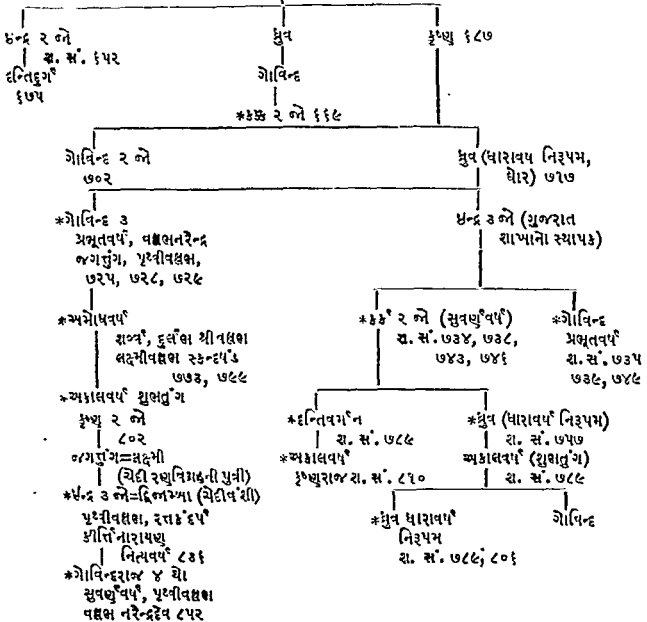 ઇન્દ્ર ૨ જો
શ. સં. ૬૫૨
દન્તિદુર્ગ
૬૭૫
ધ્રુવ
ગોવિન્દ
*કક્ક ૨ જો ૬૬૯
કૃષ્ણ ૬૮૭
ગોવિન્દ ૨ જો
૭૦૨
ધ્રુવ (ધારાવર્ષ નિરૂપમ,
ધોર) ૭૧૭
*ગોવિન્દ ૩
પ્રભૂતવર્ષ, વલ્લભનરેન્દ્ર
જગત્તુંગ, પૃથ્વીવલ્લભ,
૭૨૫, ૭૨૮, ૭૨૯
ઇન્દ્ર ૩ જો (ગુજરાત
શાખાનો સ્થાપક)
*અમોઘવર્ષ
શર્વ્વ, દુર્લભ શ્રીવલ્લભ
લક્ષ્મીવલ્લભ સ્કન્દષંડ
૭૭૩, ૭૯૯
*કર્ક ૨ જો (સુવર્ણવર્ષ)
શ. સં. ૭૩૪, ૭૩૮,
૭૪૩, ૭૪૬
*ગોવિન્દ
પ્રભૂતવર્ષ
શ. સં. ૭૩૫
૭૩૯, ૭૪૯
*અકાલવર્ષ શુભતુંગ
કૃષ્ણ ૨ જો
૮૦૨
જગત્તુંગ=લક્ષ્મી
(ચેદી રણવિગ્રહની પુત્રી)
*ઇન્દ્ર ૩ જો=દ્વિજમ્બા (ચેદીવંશી)
પૃથ્વીવલ્લભ, રત્તકંદર્પ
કીર્ત્તિનારાયણ
નિત્યવર્ષ ૮૩૬
*ગોવિન્દરાજ ૪ થો
સુવર્ણવર્ષ, પૃથ્વીવલ્લભ
વલ્લભ નરેન્દ્રદેવ ૮૫૨
*દન્તિવર્મન
શ. સં. ૭૮૯
*અકાલવર્ષ
કૃષ્ણરાજ શ. સં. ૮૧૦
*ધ્રુવ (ધારાવર્ષ નિરૂપમ)
શ. સં. ૭૫૭
અકાલવર્ષ (શુભતુંગ)
શ. સં. ૭૮૯
*ધ્રુવ ધારાવર્ષ
નિરૂપમ
શ. સં. ૭૮૯, ૮૦૬
ગોવિન્દ